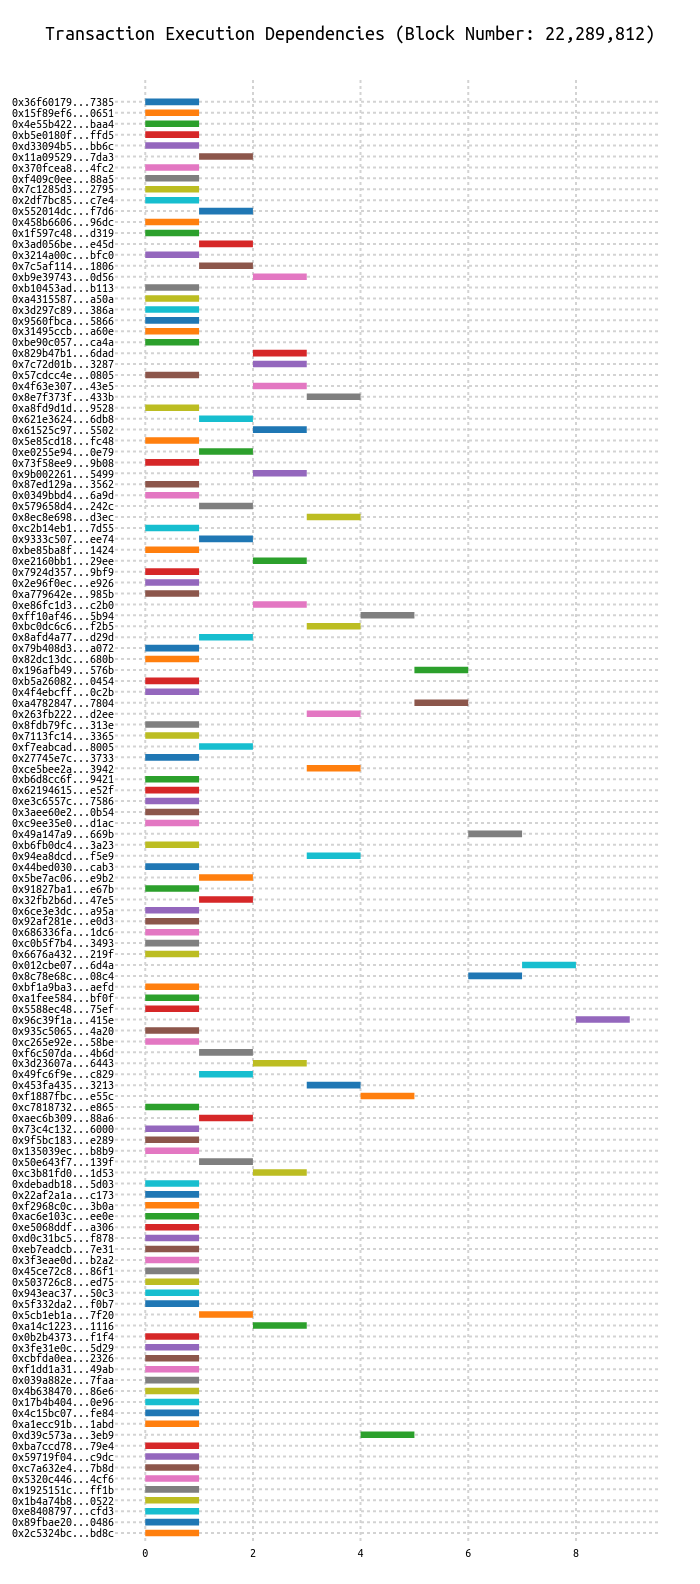 Transaction Execution Dependencies (Block Number: 22,289,812)
0x36f60179...7385
0x15f89ef6...0651
0x4e55b422...baa4
0xb5e0180f...ffd5
0xd33094b5...bb6c
0x11a09529...7da3
0x370fcea8...4fc2
0xf409c0ee...88a5
0x7c1285d3...2795
0x2df7bc85...c7e4
0x552014dc...f7d6
0x458b6606...96dc
0x1f597c48...d319
0x3ad056be...e45d
0x3214a00c...bfc0
0x7c5af114...1806
0xb9e39743...0d56
0xb10453ad...b113
0xa4315587...a50a
0x3d297c89...386a
0x9560fbca...5866
0x31495ccb...a60e
0xbe90c057...ca4a
0x829b47b1...6dad
0x7c72d01b...3287
0x57cdcc4e...0805
0x4f63e307...43e5
0x8e7f373f...433b
0xa8fd9d1d...9528
0x621e3624...6db8
0x61525c97...5502
0x5e85cd18...fc48
0xe0255e94...0e79
0x73f58ee9...9b08
0x9b002261...5499
0x87ed129a...3562
0x0349bbd4...6a9d
0x579658d4...242c
0x8ec8e698...d3ec
0xc2b14eb1...7d55
0x9333c507...ee74
0xbe85ba8f...1424
0xe2160bb1...29ee
0x7924d357...9bf9
0x2e96f0ec...e926
0xa779642e...985b
0xe86fc1d3...c2b0
0xff10af46...5b94
0xbc0dc6c6...f2b5
0x8afd4a77...d29d
0x79b408d3...a072
0x82dc13dc...680b
0x196afb49...576b
0xb5a26082...0454
0x4f4ebcff...0c2b
0xa4782847...7804
0x263fb222...d2ee
0x8fdb79fc...313e
0x7113fc14...3365
0xf7eabcad...8005
0x27745e7c...3733
0xce5bee2a...3942
0xb6d8cc6f...9421
0x62194615...e52f
0xe3c6557c...7586
0x3aee60e2...0b54
0xc9ee35e0...d1ac
0x49a147a9...669b
0xb6fb0dc4...3a23
0x94ea8dcd...f5e9
0x44bed030...cab3
0x5be7ac06...e9b2
0x91827ba1...e67b
0x32fb2b6d...47e5
0x6ce3e3dc...a95a
0x92af281e...e0d3
0x686336fa...1dc6
0xc0b5f7b4...3493
0x6676a432...219f
0x012cbe07...6d4a
0x8c78e68c...08c4
0xbf1a9ba3...aefd
0xa1fee584...bf0f
0x5588ec48...75ef
0x96c39f1a...415e
0x935c5065...4a20
0xc265e92e...58be
0xf6c507da...4b6d
0x3d23607a...6443
0x49fc6f9e...c829
0x453fa435...3213
0xf1887fbc...e55c
0xc7818732...e865
0xaec6b309...88a6
0x73c4c132...6000
0x9f5bc183...e289
0x135039ec...b8b9
0x50e643f7...139f
0xc3b81fd0...1d53
0xdebadb18...5d03
0x22af2a1a...c173
0xf2968c0c...3b0a
0xac6e103c...ee0e
0xe5068ddf...a306
0xd0c31bc5...f878
0xeb7eadcb...7e31
0x3f3eae0d...b2a2
0x45ce72c8...86f1
0x503726c8...ed75
0x943eac37...50c3
0x5f332da2...f0b7
0x5cb1eb1a...7f20
0xa14c1223...1116
0x0b2b4373...f1f4
0x3fe31e0c...5d29
0xcbfda0ea...2326
0xf1dd1a31...49ab
0x039a882e...7faa
0x4b638470...86e6
0x17b4b404...0e96
0x4c15bc07...fe84
0xa1ecc91b...1abd
0xd39c573a...3eb9
0xba7ccd78...79e4
0x59719f04...c9dc
0xc7a632e4...7b8d
0x5320c446...4cf6
0x1925151c...ff1b
0x1b4a74b8...0522
0xe8408797...cfd3
0x89fbae20...0486
0x2c5324bc...bd8c
0 2 4 6 8